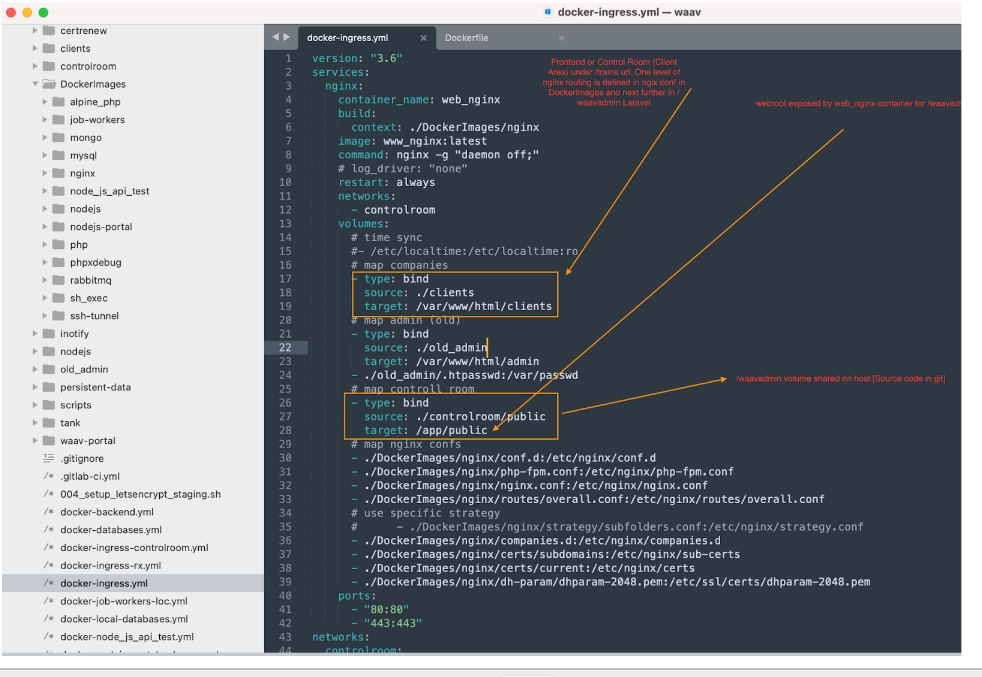 docker-ingress.yml — waav
certrenew
clients
controlroom
DockerImages
alpine_php
job-workers
mongo
mysql
nginx
node_js_api_test
nodejs
nodejs-portal
php
phpxdebug
rabbitmq
sh_exec
ssh-tunnel
inotify
nodejs
old_admin
persistent-data
scripts
tank
waav-portal
.gitignore
/* .gitlab-ci.yml
/* 004_setup_letsencrypt_staging.sh
/* docker-backend.yml
/* docker-databases.yml
/* docker-ingress-controlroom.yml
/* docker-ingress-rx.yml
/* docker-ingress.yml
/* docker-job-workers-loc.yml
/* docker-local-databases.yml
/* docker-node_js_api_test.yml
docker-ingress.yml ×
Dockerfile ×
1 version: "3.6"
2 services:
3 nginx:
4 container_name: web_nginx
5 build:
6 context: ./DockerImages/nginx
7 image: www_nginx:latest
8 command: nginx -g "daemon off;"
9 # log_driver: "none"
10 restart: always
11 networks:
12 - controlroom
13 volumes:
14 # time sync
15 #- /etc/localtime:/etc/localtime:ro
16 # map companies
17 - type: bind
18 source: ./clients
19 target: /var/www/html/clients
20 # map admin (old)
21 - type: bind
22 source: ./old_admin
23 target: /var/www/html/admin
24 - ./old_admin/.htpasswd:/var/passwd
25 # map controll room
26 - type: bind
27 source: ./controlroom/public
28 target: /app/public
29 # map nginx confs
30 - ./DockerImages/nginx/conf.d:/etc/nginx/conf.d
31 - ./DockerImages/nginx/php-fpm.conf:/etc/nginx/php-fpm.conf
32 - ./DockerImages/nginx/nginx.conf:/etc/nginx/nginx.conf
33 - ./DockerImages/nginx/routes/overall.conf:/etc/nginx/routes/overall.conf
34 # use specific strategy
35 # - ./DockerImages/nginx/strategy/subfolders.conf:/etc/nginx/strategy.conf
36 - ./DockerImages/nginx/companies.d:/etc/nginx/companies.d
37 - ./DockerImages/nginx/certs/subdomains:/etc/nginx/sub-certs
38 - ./DockerImages/nginx/certs/current:/etc/nginx/certs
39 - ./DockerImages/nginx/dh-param/dhparam-2048.pem:/etc/ssl/certs/dhparam-2048.pem
40 ports:
41 - "80:80"
42 - "443:443"
43 networks:
44 controlroom:
Frontend or Control Room (Client
Area) under /trains url. One level of
nginx routing is defined in ngix conf in
DockerImages and next further in /
waavadmin Laravel
webroot exposed by web_nginx container for
/waavadmin volume shared on host [Source code in git]